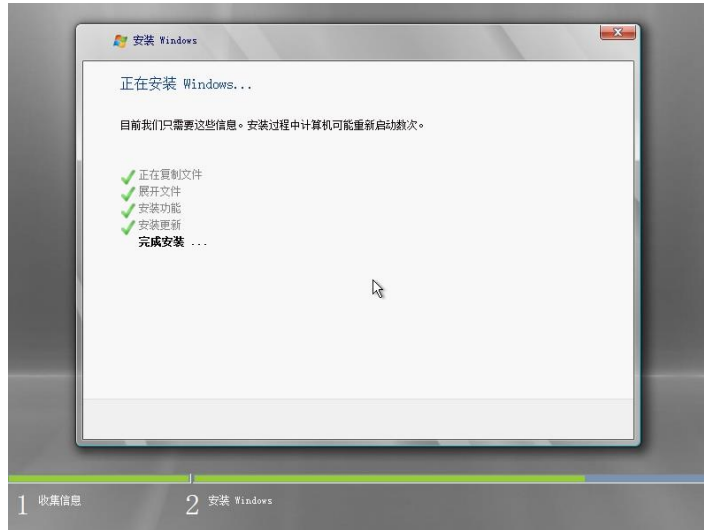 安装 Windows
正在安装 Windows...
目前我们只需要这些信息。安装过程中计算机可能重新启动数次。
正在复制文件
展开文件
安装功能
安装更新
完成安装 ...
1 收集信息
2 安装 Windows